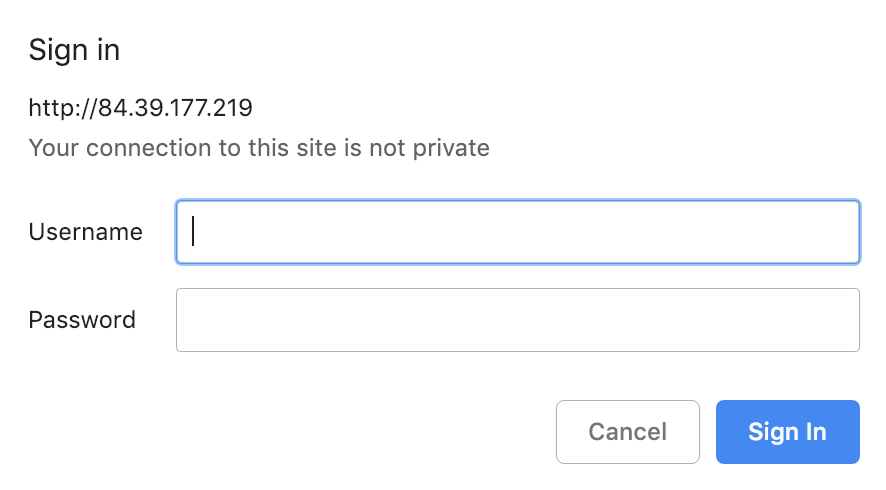 Sign in
http://84.39.177.219
Your connection to this site is not private
Username
Password
Cancel Sign In